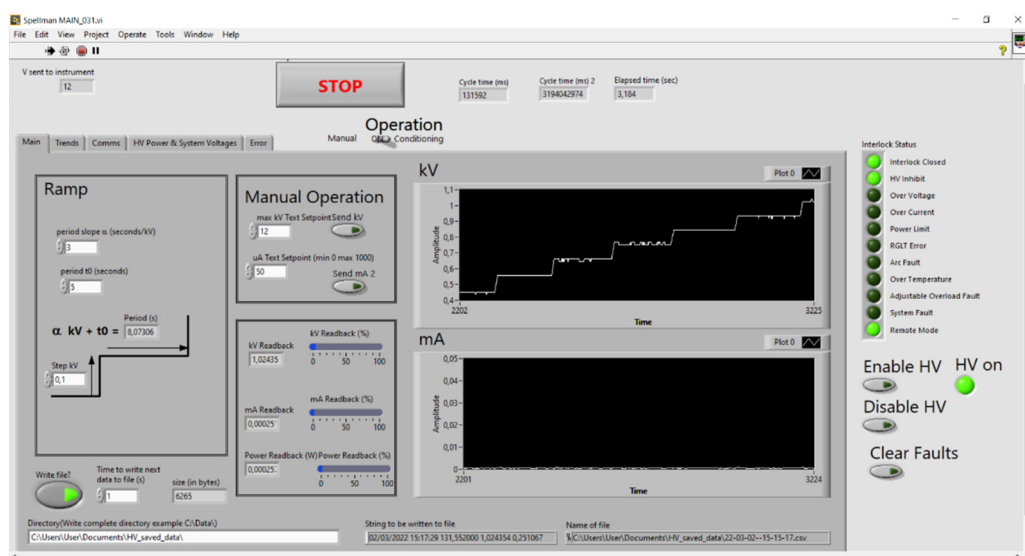 Spellman MAIN_031.vi
File Edit View Project Operate Tools Window Help
V sent to instrument
12
STOP
Cycle time (ms)
131592
Cycle time (ms) 2
3194042974
Elapsed time (sec)
3,184
Operation
Manual ON Conditioning
Main Trends Comms HV Power & System Voltages Error
Ramp
period slope α (seconds/kV)
3
period t0 (seconds)
5
Period (s)
α kV + t0 = 8,07306
Step kV
0,1
Manual Operation
max kV Text Setpoint Send kV
12
uA Text Setpoint (min 0 max 1000)
50
Send mA 2
kV Readback (%)
kV Readback
1,02435
0 50 100
mA Readback (%)
mA Readback
0,00025
0 50 100
Power Readback (W) Power Readback (%)
0,00025
0 50 100
kV
Plot 0
1,1
1
0,9
0,8
0,7
0,6
0,5
0,4
Amplitude
2202 3225
Time
mA
Plot 0
0,05
0,04
0,03
0,02
0,01
0
Amplitude
2201 3224
Time
Interlock Status
Interlock Closed
HV Inhibit
Over Voltage
Over Current
Power Limit
RGLT Error
Arc Fault
Over Temperature
Adjustable Overload Fault
System Fault
Remote Mode
Enable HV HV on
Disable HV
Clear Faults
Write file?
Time to write next
data to file (s)
1
size (in bytes)
6265
Directory(Write complete directory example C:\Data\)
C:\Users\User\Documents\HV_saved_data\
String to be written to file
02/03/2022 15:17:29 131,552000 1,024354 0,251067
Name of file
C:\Users\User\Documents\HV_saved_data\22-03-02--15-15-17.csv